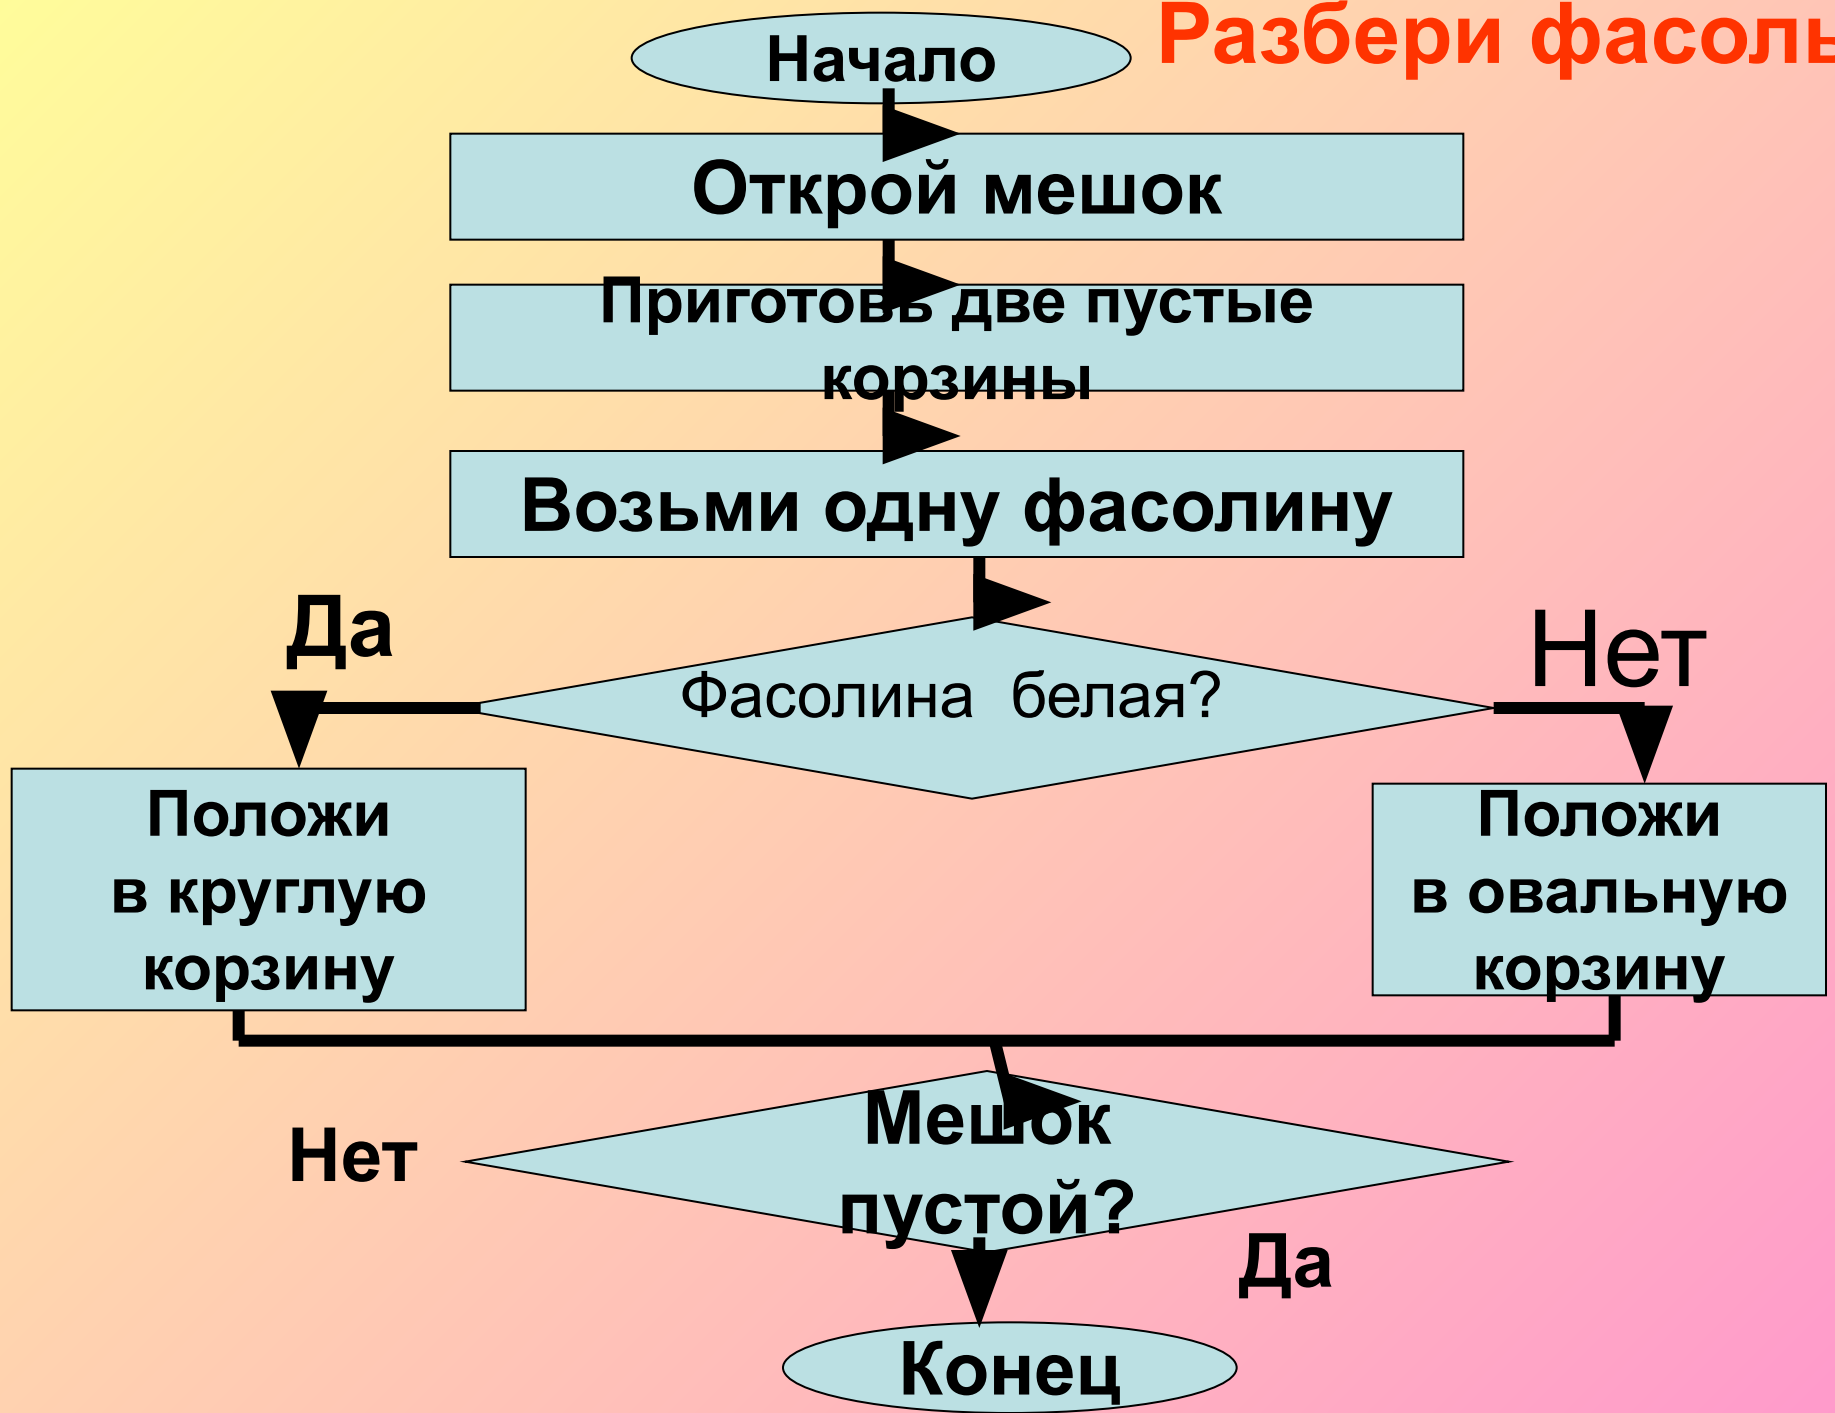 Разбери фасоль
Начало
Открой мешок
Приготовь две пустые
корзины
Возьми одну фасолину
Да
Нет
Фасолина белая?
Положи
в круглую
корзину
Положи
в овальную
корзину
Мешок
пустой?
Нет
Да
Конец